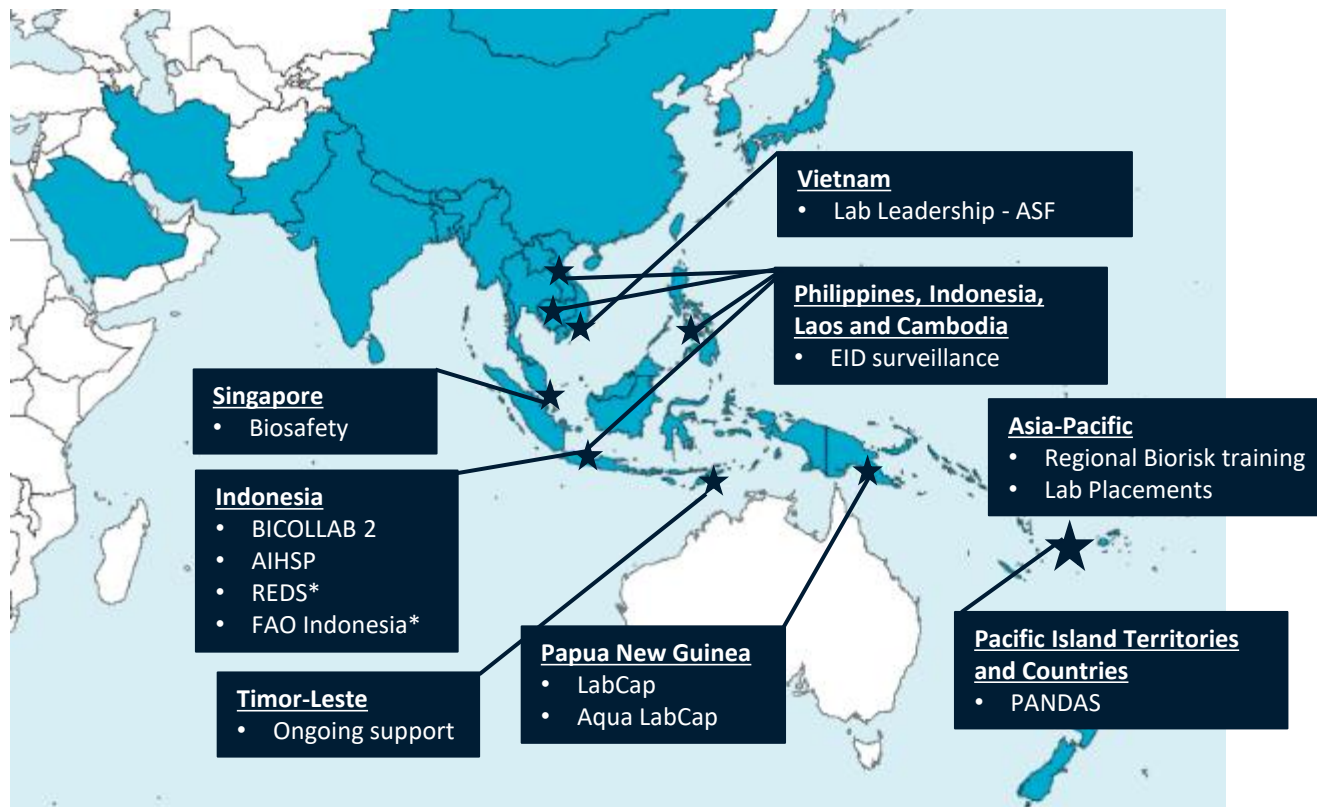 Vietnam
• Lab Leadership - ASF
Philippines, Indonesia,
Laos and Cambodia
• EID surveillance
Singapore
• Biosafety
Asia-Pacific
• Regional Biorisk training
• Lab Placements
Indonesia
• BICOLLAB 2
• AIHSP
• REDS*
• FAO Indonesia*
Papua New Guinea
• LabCap
• Aqua LabCap
Pacific Island Territories
and Countries
• PANDAS
Timor-Leste
• Ongoing support